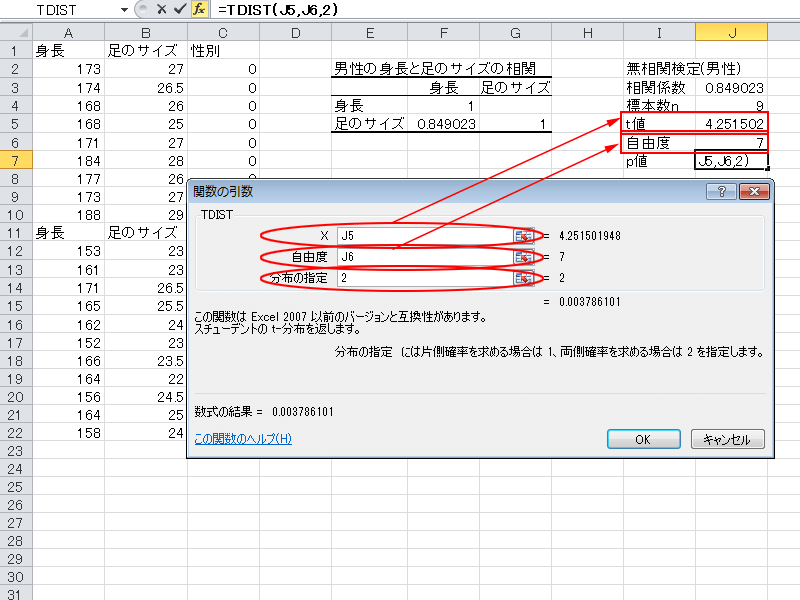 TDIST =TDIST(J5,J6,2)
A B C D E F G H I J
1 身長 足のサイズ 性別
2 173 27 0 男性の身長と足のサイズの相関 無相関検定(男性)
3 174 26.5 0 身長 足のサイズ 相関係数 0.849023
4 168 26 0 身長 1 標本数n 9
5 168 25 0 足のサイズ 0.849023 1 t値 4.251502
6 171 27 0 自由度 7
7 184 28 0 p値 J5,J6,2)
8 177 26 0
9 173 27
10 188 29
11 身長 足のサイズ
12 153 23
13 161 23
14 171 26.5
15 165 25.5
16 162 24
17 152 23
18 166 23.5
19 164 22
20 156 24.5
21 164 25
22 158 24
23
24
25
26
27
28
29
30
31
関数の引数
TDIST
X J5 = 4.251501948
自由度 J6 = 7
分布の指定 2 = 2
= 0.003786101
この関数は Excel 2007 以前のバージョンと互換性があります。
スチューデントの t-分布を返します。
分布の指定 には片側確率を求める場合は 1、両側確率を求める場合は 2 を指定します。
数式の結果 = 0.003786101
この関数のヘルプ(H)
OK キャンセル